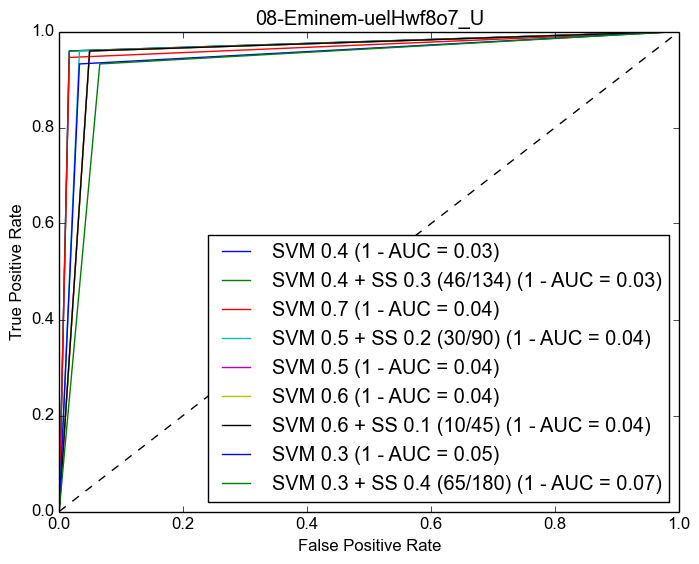 08-Eminem-uelHwf8o7_U
True Positive Rate
1.0
0.8
0.6
0.4
0.2
0.0
SVM 0.4 (1 - AUC = 0.03)
SVM 0.4 + SS 0.3 (46/134) (1 - AUC = 0.03)
SVM 0.7 (1 - AUC = 0.04)
SVM 0.5 + SS 0.2 (30/90) (1 - AUC = 0.04)
SVM 0.5 (1 - AUC = 0.04)
SVM 0.6 (1 - AUC = 0.04)
SVM 0.6 + SS 0.1 (10/45) (1 - AUC = 0.04)
SVM 0.3 (1 - AUC = 0.05)
SVM 0.3 + SS 0.4 (65/180) (1 - AUC = 0.07)
0.0 0.2 0.4 0.6 0.8 1.0
False Positive Rate